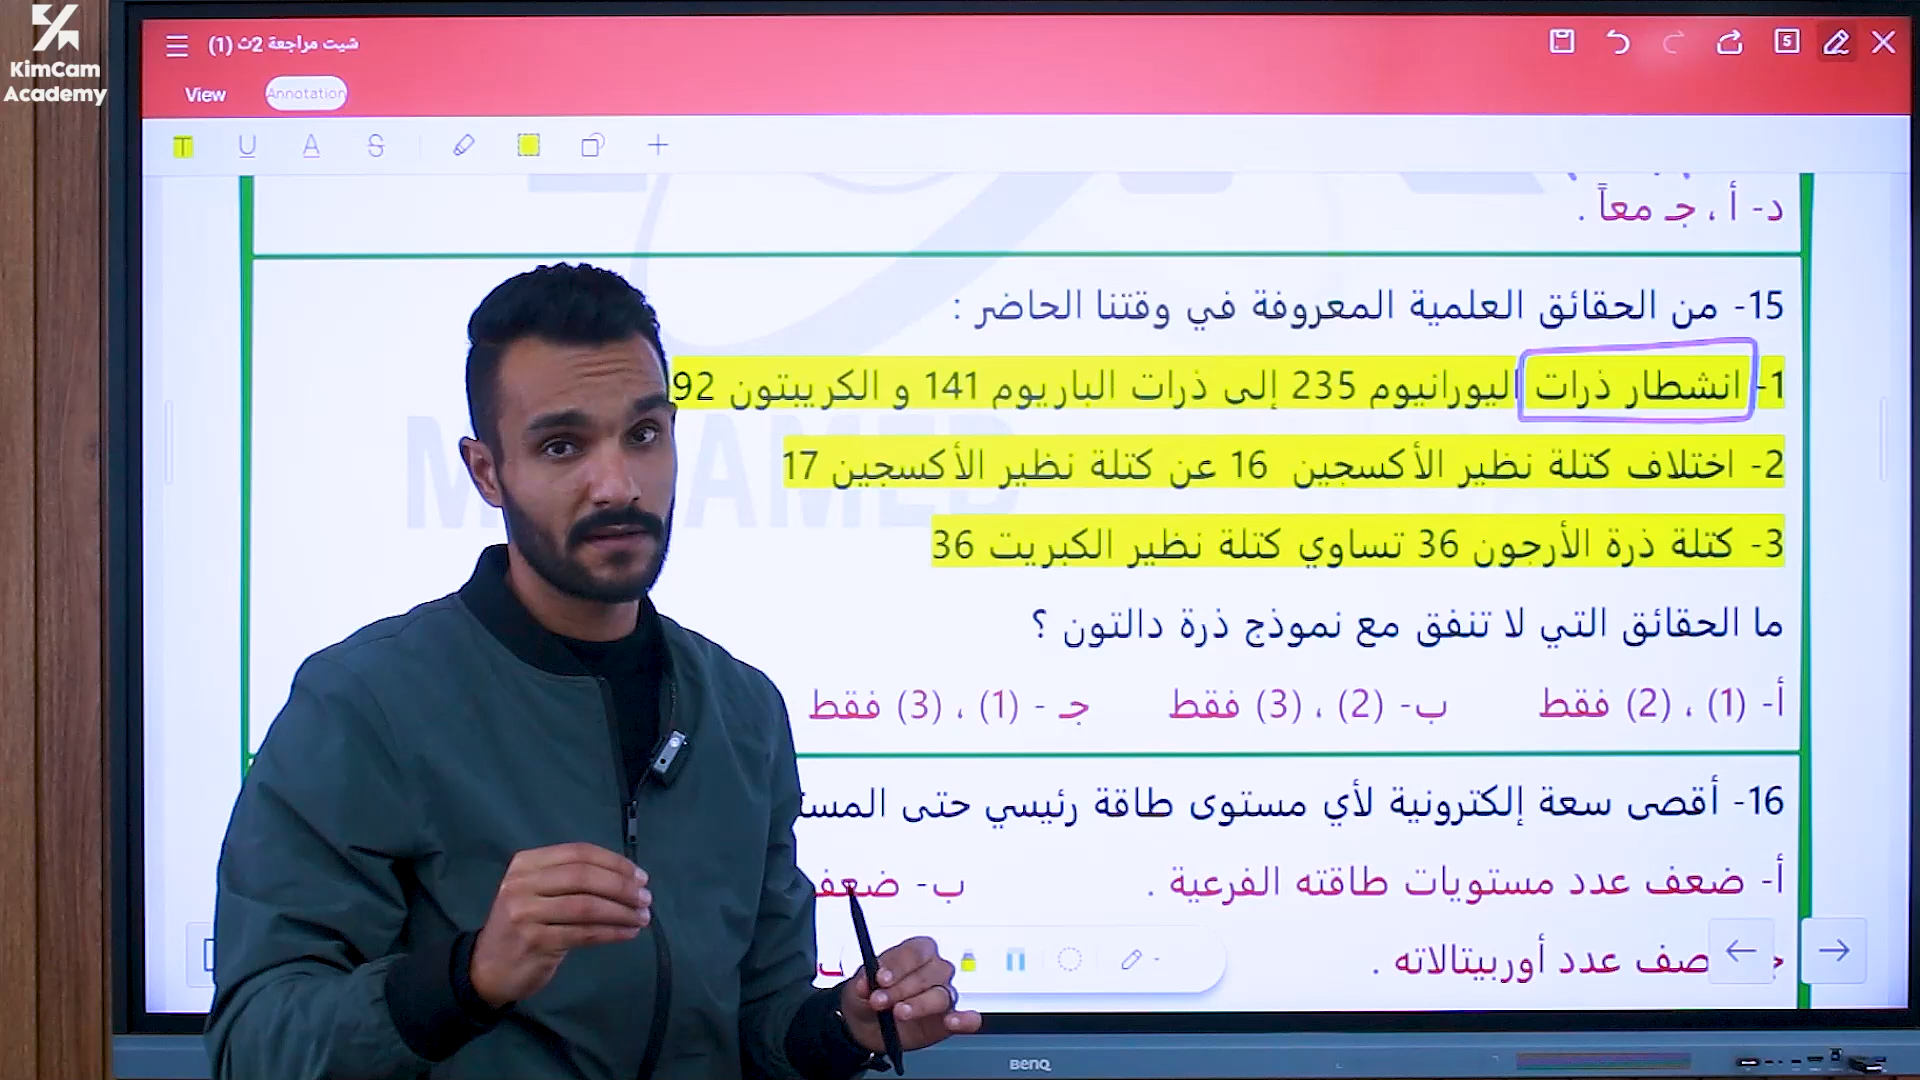 KimCam
Academy
شيت مراجعة 2ث (1)
View
Annotation
د- أ ، جـ معاً .
15- من الحقائق العلمية المعروفة في وقتنا الحاضر :
1- انشطار ذرات اليورانيوم 235 إلى ذرات الباريوم 141 و الكريبتون 92
2- اختلاف كتلة نظير الأكسجين 16 عن كتلة نظير الأكسجين 17
3- كتلة ذرة الأرجون 36 تساوي كتلة نظير الكبريت 36
ما الحقائق التي لا تتفق مع نموذج ذرة دالتون ؟
أ- (1) ، (2) فقط ب- (2) ، (3) فقط جـ - (1) ، (3) فقط
16- أقصى سعة إلكترونية لأي مستوى طاقة رئيسي حتى
أ- ضعف عدد مستويات طاقته الفرعية . ب- ضعف
عدد أوربيتالاته .
BenQ